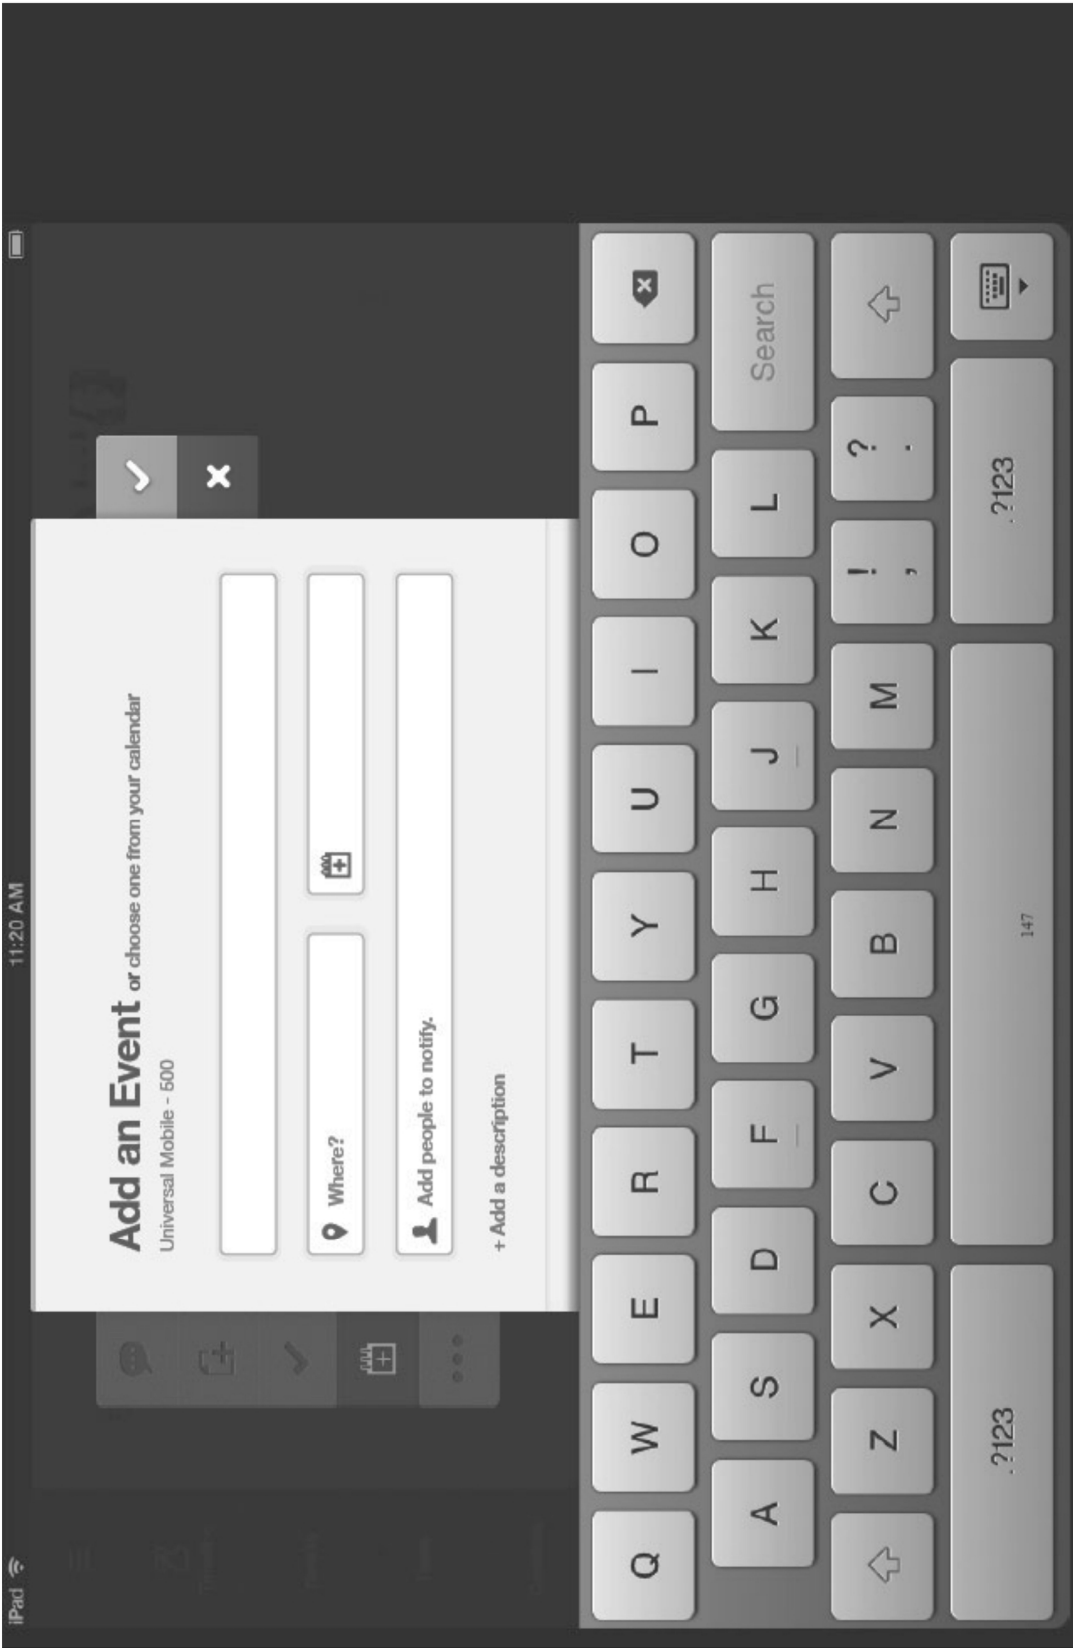 iPad
11:20 AM
Add an Event or choose one from your calendar
Universal Mobile - 500
Where?
Add people to notify.
+ Add a description
Q W E R T Y U I O P
A S D F G H J K L Search
Z X C V B N M ! , ? .
.?123 .?123
147